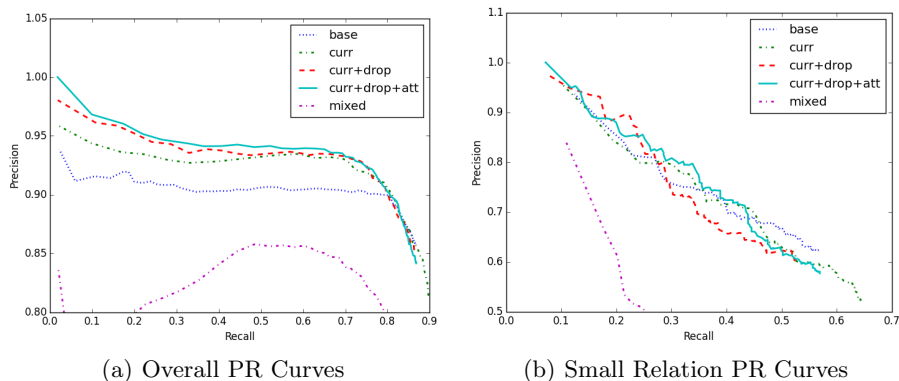 1.05
1.00
0.95
0.90
0.85
0.80
Precision
0.0 0.1 0.2 0.3 0.4 0.5 0.6 0.7 0.8 0.9
Recall
base
curr
curr+drop
curr+drop+att
mixed
(a) Overall PR Curves
1.1
1.0
0.9
0.8
0.7
0.6
0.5
Precision
0.0 0.1 0.2 0.3 0.4 0.5 0.6 0.7
Recall
base
curr
curr+drop
curr+drop+att
mixed
(b) Small Relation PR Curves